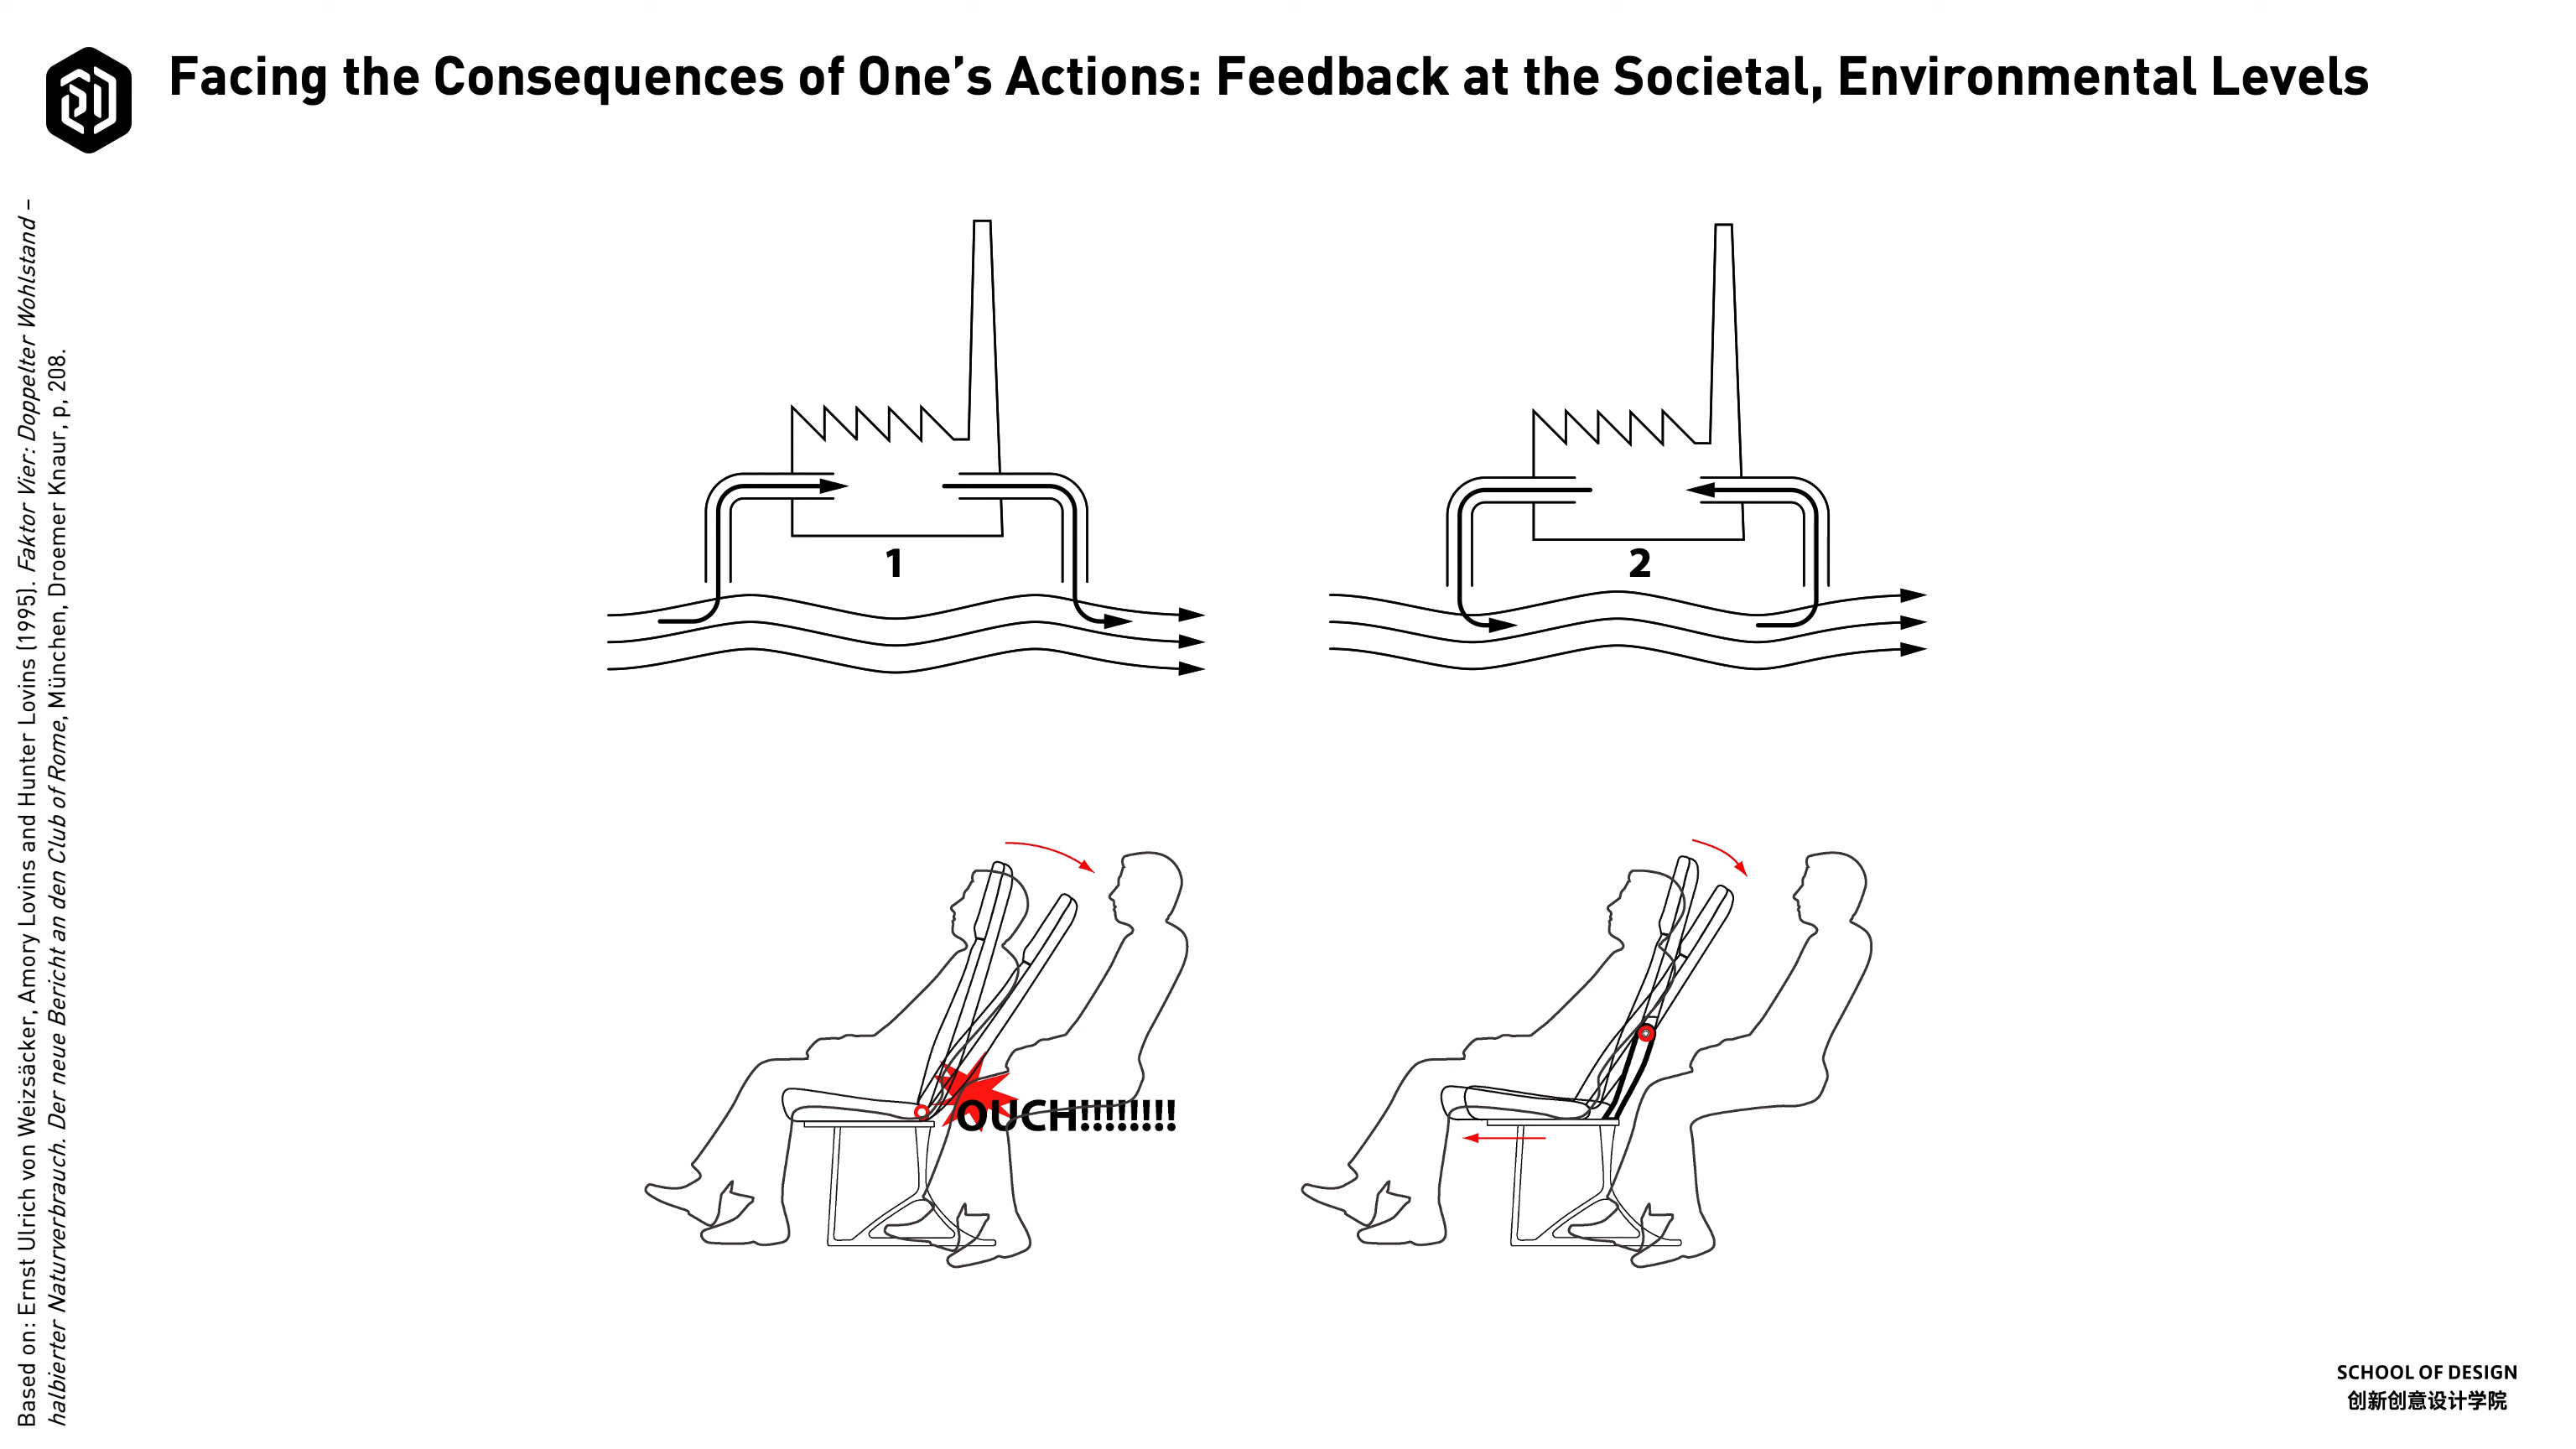 Facing the Consequences of One’s Actions: Feedback at the Societal, Environmental Levels
Based on: Ernst Ulrich von Weizsäcker, Amory Lovins and Hunter Lovins (1995). Faktor Vier: Doppelter Wohlstand –
halbierter Naturverbrauch. Der neue Bericht an den Club of Rome, München, Droemer Knaur, p, 208.
1
2
OUCH!!!!!!!!!
SCHOOL OF DESIGN
创新创意设计学院